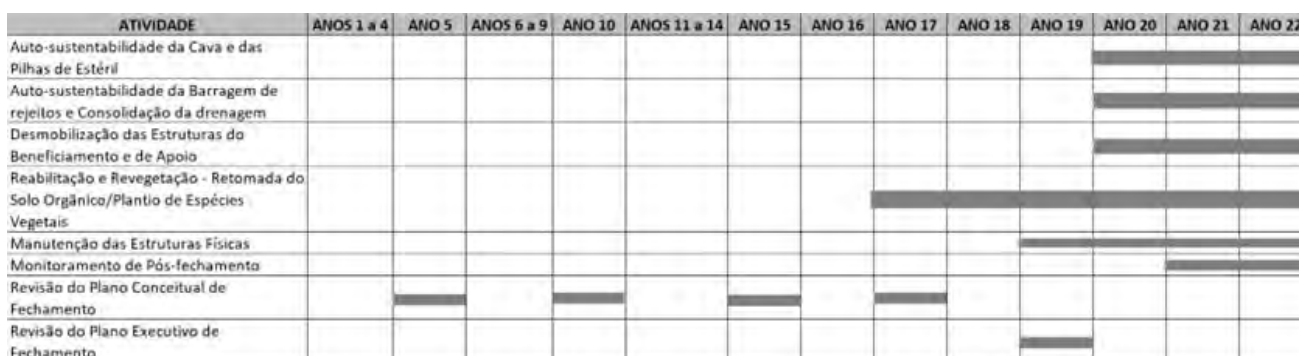 ATIVIDADE ANOS 1 a 4 ANO 5 ANOS 6 a 9 ANO 10 ANOS 11 a 14 ANO 15 ANO 16 ANO 17 ANO 18 ANO 19 ANO 20 ANO 21 ANO 22
Auto-sustentabilidade da Cava e das
Pilhas de Estéril
Auto-sustentabilidade da Barragem de
rejeitos e Consolidação da drenagem
Desmobilização das Estruturas do
Beneficiamento e de Apoio
Reabilitação e Revegetação - Retomada do
Solo Orgânico/Plantio de Espécies
Vegetais
Manutenção das Estruturas Físicas
Monitoramento de Pós-fechamento
Revisão do Plano Conceitual de
Fechamento
Revisão do Plano Executivo de
Fechamento